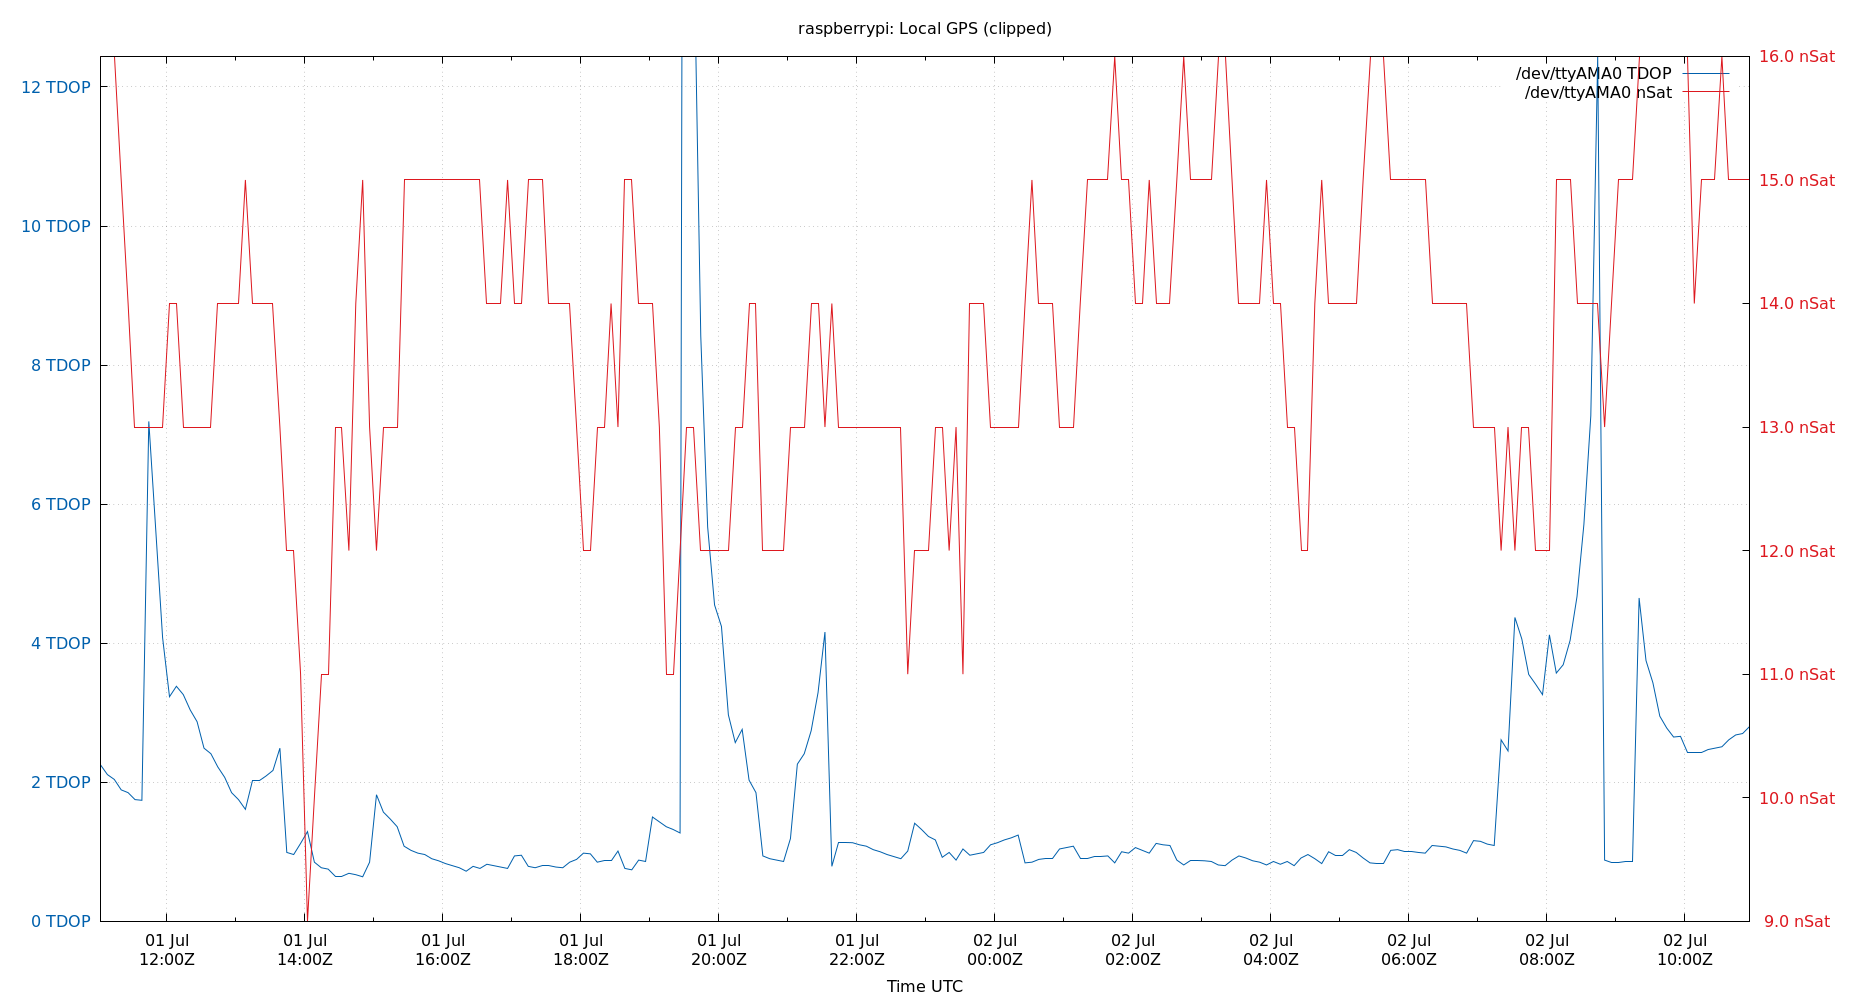 raspberrypi: Local GPS (clipped)
/dev/ttyAMA0 TDOP
/dev/ttyAMA0 nSat
12 TDOP
10 TDOP
8 TDOP
6 TDOP
4 TDOP
2 TDOP
0 TDOP
16.0 nSat
15.0 nSat
14.0 nSat
13.0 nSat
12.0 nSat
11.0 nSat
10.0 nSat
9.0 nSat
01 Jul
12:00Z
01 Jul
14:00Z
01 Jul
16:00Z
01 Jul
18:00Z
01 Jul
20:00Z
01 Jul
22:00Z
02 Jul
00:00Z
02 Jul
02:00Z
02 Jul
04:00Z
02 Jul
06:00Z
02 Jul
08:00Z
02 Jul
10:00Z
Time UTC